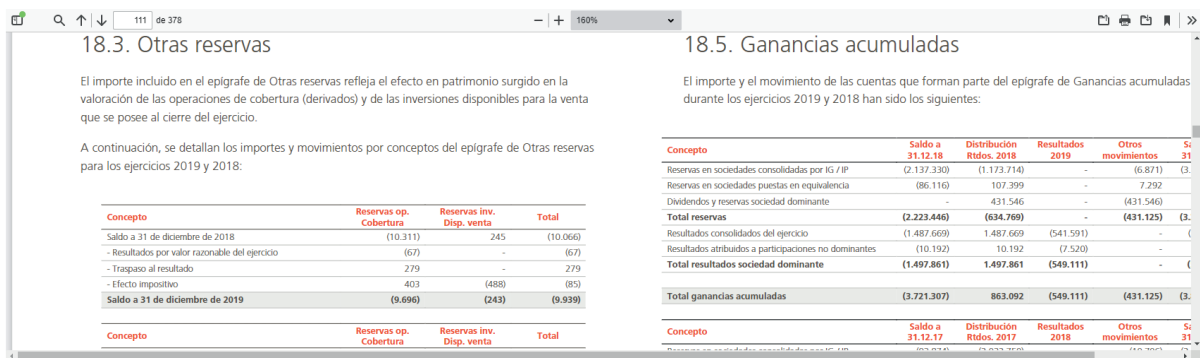 111 de 378 160%
18.3. Otras reservas
El importe incluido en el epígrafe de Otras reservas refleja el efecto en patrimonio surgido en la
valoración de las operaciones de cobertura (derivados) y de las inversiones disponibles para la venta
que se posee al cierre del ejercicio.
A continuación, se detallan los importes y movimientos por conceptos del epígrafe de Otras reservas
para los ejercicios 2019 y 2018:
Concepto Reservas op. Cobertura Reservas inv. Disp. venta Total
Saldo a 31 de diciembre de 2018 (10.311) 245 (10.066)
- Resultados por valor razonable del ejercicio (67) - (67)
- Traspaso al resultado 279 - 279
- Efecto impositivo 403 (488) (85)
Saldo a 31 de diciembre de 2019 (9.696) (243) (9.939)
Concepto Reservas op. Cobertura Reservas inv. Disp. venta Total
18.5. Ganancias acumuladas
El importe y el movimiento de las cuentas que forman parte del epígrafe de Ganancias acumuladas
durante los ejercicios 2019 y 2018 han sido los siguientes:
Concepto Saldo a 31.12.18 Distribución Rtdos. 2018 Resultados 2019 Otros movimientos Sa 31
Reservas en sociedades consolidadas por IG / IP (2.137.330) (1.173.714) - (6.871) (3.
Reservas en sociedades puestas en equivalencia (86.116) 107.399 - 7.292
Dividendos y reservas sociedad dominante - 431.546 - (431.546)
Total reservas (2.223.446) (634.769) - (431.125) (3.
Resultados consolidados del ejercicio (1.487.669) 1.487.669 (541.591) - (
Resultados atribuidos a participaciones no dominantes (10.192) 10.192 (7.520) -
Total resultados sociedad dominante (1.497.861) 1.497.861 (549.111) - (
Total ganancias acumuladas (3.721.307) 863.092 (549.111) (431.125) (3.
Concepto Saldo a 31.12.17 Distribución Rtdos. 2017 Resultados 2018 Otros movimientos Sa 31